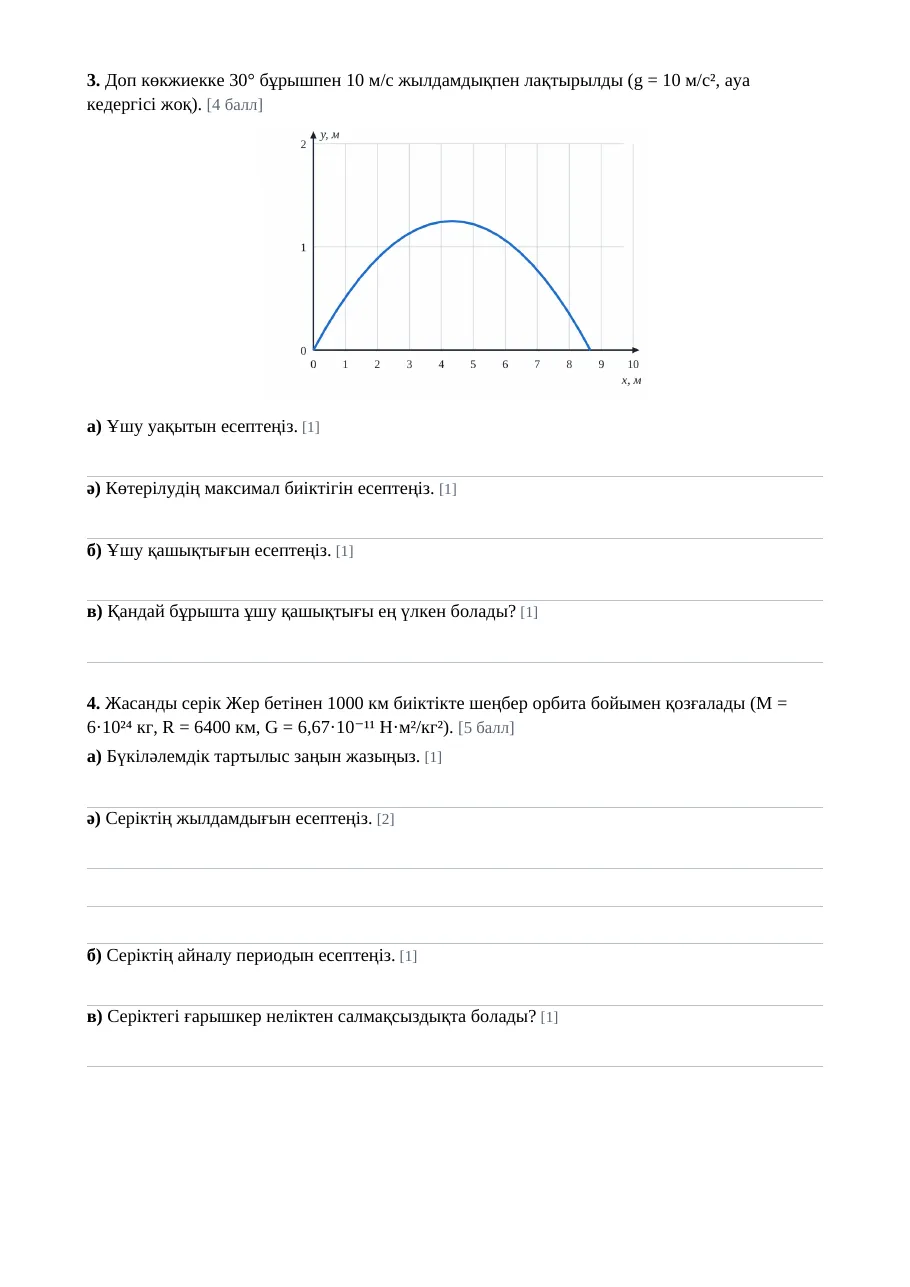 3. Доп көкжиекке 30° бұрышпен 10 м/с жылдамдықпен лақтырылды (g = 10 м/с², ауа
кедергісі жоқ). [4 балл]
y, м
2
1
0
0 1 2 3 4 5 6 7 8 9 10
x, м
а) Ұшу уақытын есептеңіз. [1]
ә) Көтерілудің максимал биіктігін есептеңіз. [1]
б) Ұшу қашықтығын есептеңіз. [1]
в) Қандай бұрышта ұшу қашықтығы ең үлкен болады? [1]
4. Жасанды серік Жер бетінен 1000 км биіктікте шеңбер орбита бойымен қозғалады (M =
6·10²⁴ кг, R = 6400 км, G = 6,67·10⁻¹¹ Н·м²/кг²). [5 балл]
а) Бүкіләлемдік тартылыс заңын жазыңыз. [1]
ә) Серіктің жылдамдығын есептеңіз. [2]
б) Серіктің айналу периодын есептеңіз. [1]
в) Серіктегі ғарышкер неліктен салмақсыздықта болады? [1]